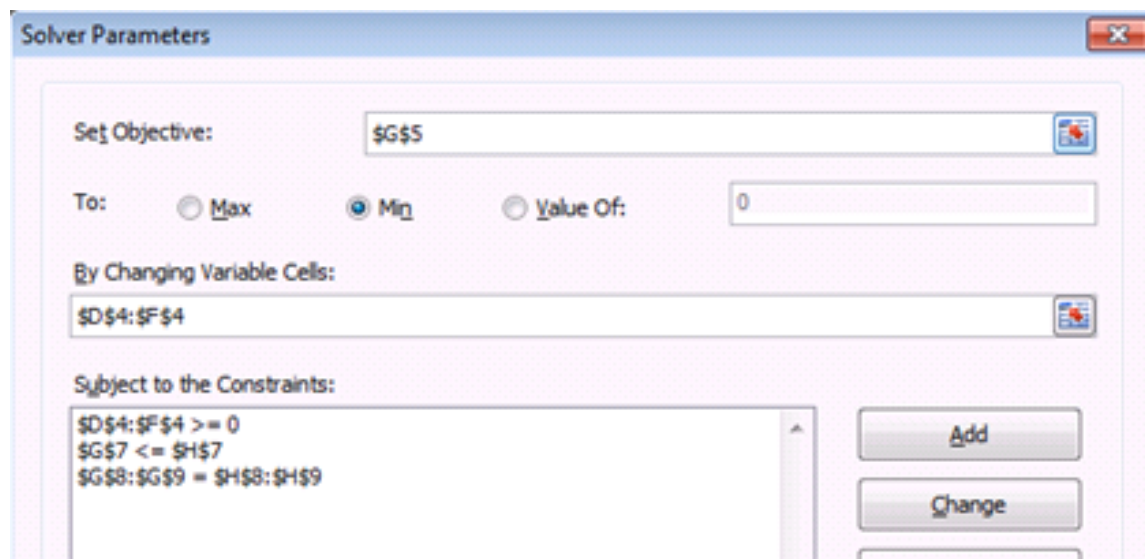 Solver Parameters
Set Objective:
$G$5
To:
Max
Min
Value Of:
0
By Changing Variable Cells:
$D$4:$F$4
Subject to the Constraints:
$D$4:$F$4 >= 0
$G$7 <= $H$7
$G$8:$G$9 = $H$8:$H$9
Add
Change